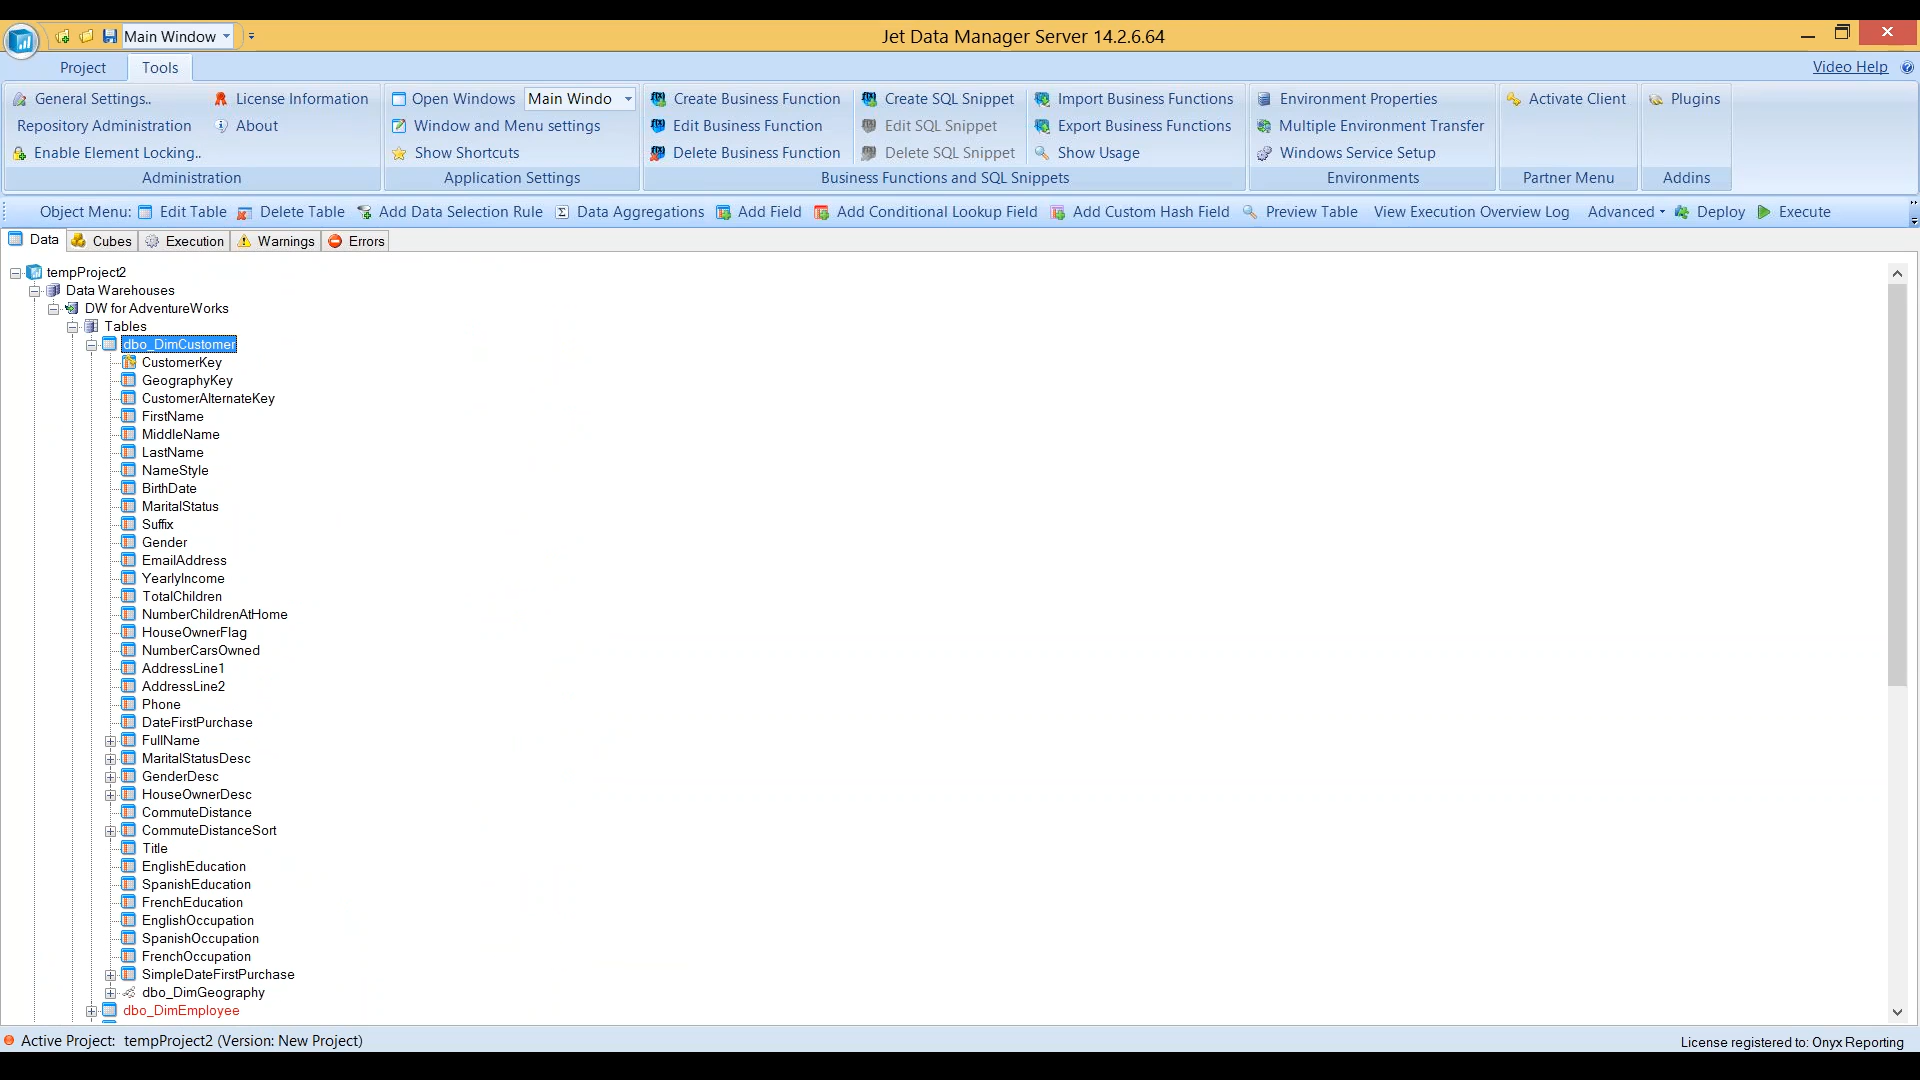 Main Window
Jet Data Manager Server 14.2.6.64
Project Tools Video Help
General Settings.. License Information Open Windows Main Windo Create Business Function Create SQL Snippet Import Business Functions Environment Properties Activate Client Plugins
Repository Administration About Window and Menu settings Edit Business Function Edit SQL Snippet Export Business Functions Multiple Environment Transfer
Enable Element Locking.. Show Shortcuts Delete Business Function Delete SQL Snippet Show Usage Windows Service Setup
Administration Application Settings Business Functions and SQL Snippets Environments Partner Menu Addins
Object Menu: Edit Table Delete Table Add Data Selection Rule Data Aggregations Add Field Add Conditional Lookup Field Add Custom Hash Field Preview Table View Execution Overview Log Advanced Deploy Execute
Data Cubes Execution Warnings Errors
tempProject2
Data Warehouses
DW for AdventureWorks
Tables
dbo_DimCustomer
CustomerKey
GeographyKey
CustomerAlternateKey
FirstName
MiddleName
LastName
NameStyle
BirthDate
MaritalStatus
Suffix
Gender
EmailAddress
YearlyIncome
TotalChildren
NumberChildrenAtHome
HouseOwnerFlag
NumberCarsOwned
AddressLine1
AddressLine2
Phone
DateFirstPurchase
FullName
MaritalStatusDesc
GenderDesc
HouseOwnerDesc
CommuteDistance
CommuteDistanceSort
Title
EnglishEducation
SpanishEducation
FrenchEducation
EnglishOccupation
SpanishOccupation
FrenchOccupation
SimpleDateFirstPurchase
dbo_DimGeography
dbo_DimEmployee
Active Project: tempProject2 (Version: New Project)
License registered to: Onyx Reporting